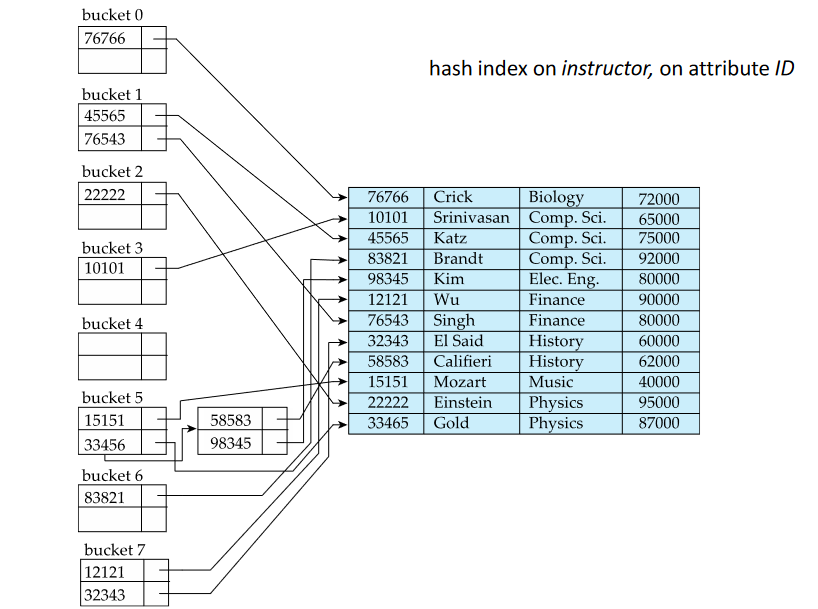 hash index on instructor, on attribute ID
bucket 0
76766
bucket 1
45565
76543
bucket 2
22222
bucket 3
10101
bucket 4
bucket 5
15151
33456
58583
98345
bucket 6
83821
bucket 7
12121
32343
76766 Crick Biology 72000
10101 Srinivasan Comp. Sci. 65000
45565 Katz Comp. Sci. 75000
83821 Brandt Comp. Sci. 92000
98345 Kim Elec. Eng. 80000
12121 Wu Finance 90000
76543 Singh Finance 80000
32343 El Said History 60000
58583 Califieri History 62000
15151 Mozart Music 40000
22222 Einstein Physics 95000
33465 Gold Physics 87000